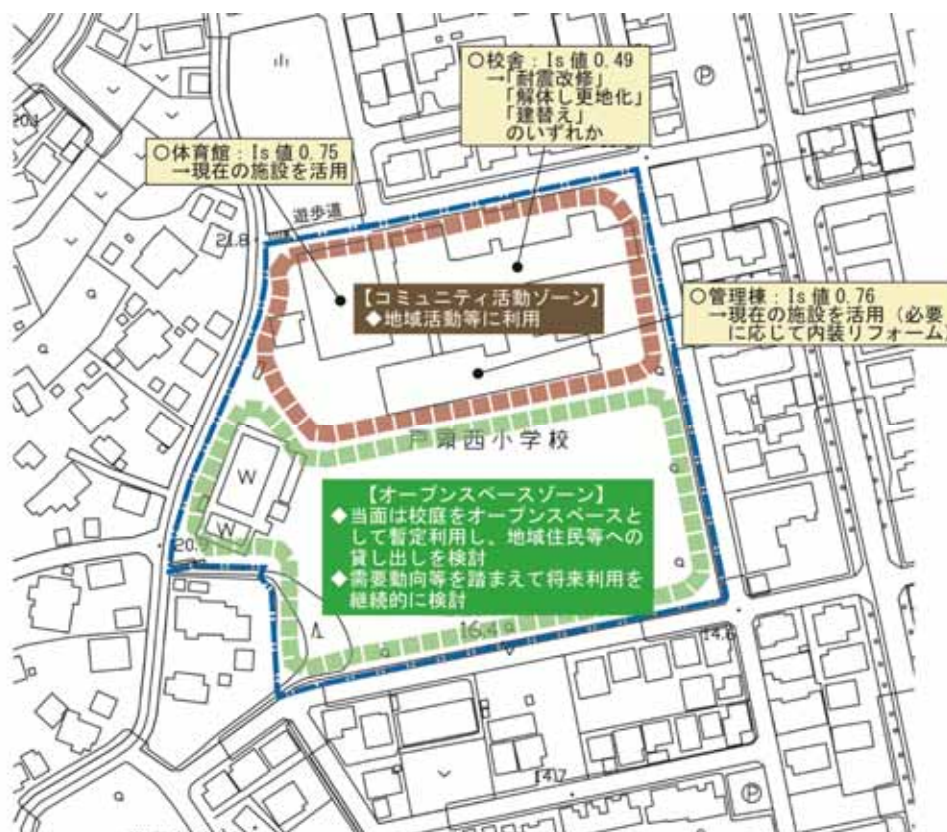 ○校舎：Is 値 0.49
→「耐震改修」
「解体し更地化」
「建替え」
のいずれか
○体育館：Is 値 0.75
→現在の施設を活用
遊歩道
21.8
【コミュニティ活動ゾーン】
◆地域活動等に利用
○管理棟：Is 値 0.76
→現在の施設を活用（必要
に応じて内装リフォーム
戸頭西小学校
W
W
【オープンスペースゾーン】
◆当面は校庭をオープンスペースと
して暫定利用し、地域住民等への
貸し出しを検討
◆需要動向等を踏まえて将来利用を
継続的に検討
16.4
14.6
14.7
P
P